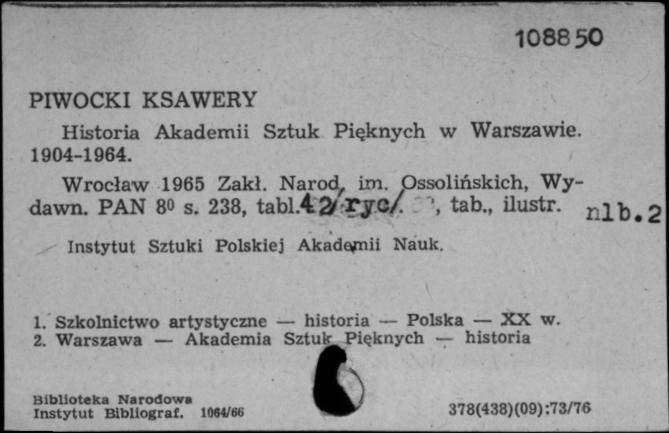 108850
PIWOCKI KSAWERY
Historia Akademii Sztuk Pięknych w Warszawie.
1904-1964.
Wrocław 1965 Zakł. Narod. im. Ossolińskich, Wy-
dawn. PAN 8⁰ s. 238, tabl. 42/ryc/. , tab., ilustr. nlb.2
Instytut Sztuki Polskiej Akademii Nauk.
1. Szkolnictwo artystyczne — historia — Polska — XX w.
2. Warszawa — Akademia Sztuk Pięknych — historia
Biblioteka Narodowa
Instytut Bibliograf. 1064/66 378(438)(09):73/76